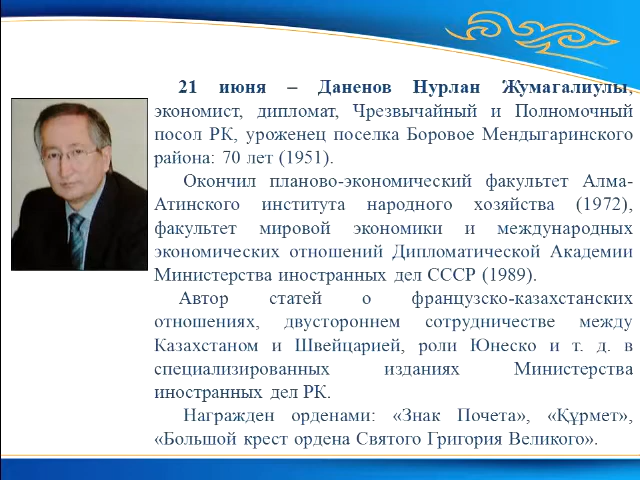 21 июня – Даненов Нурлан Жумагалиулы,
экономист, дипломат, Чрезвычайный и Полномочный
посол РК, уроженец поселка Боровое Мендыгаринского
района: 70 лет (1951).
Окончил планово-экономический факультет Алма-
Атинского института народного хозяйства (1972),
факультет мировой экономики и международных
экономических отношений Дипломатической Академии
Министерства иностранных дел СССР (1989).
Автор статей о французско-казахстанских
отношениях, двустороннем сотрудничестве между
Казахстаном и Швейцарией, роли Юнеско и т. д. в
специализированных изданиях Министерства
иностранных дел РК.
Награжден орденами: «Знак Почета», «Құрмет»,
«Большой крест ордена Святого Григория Великого».